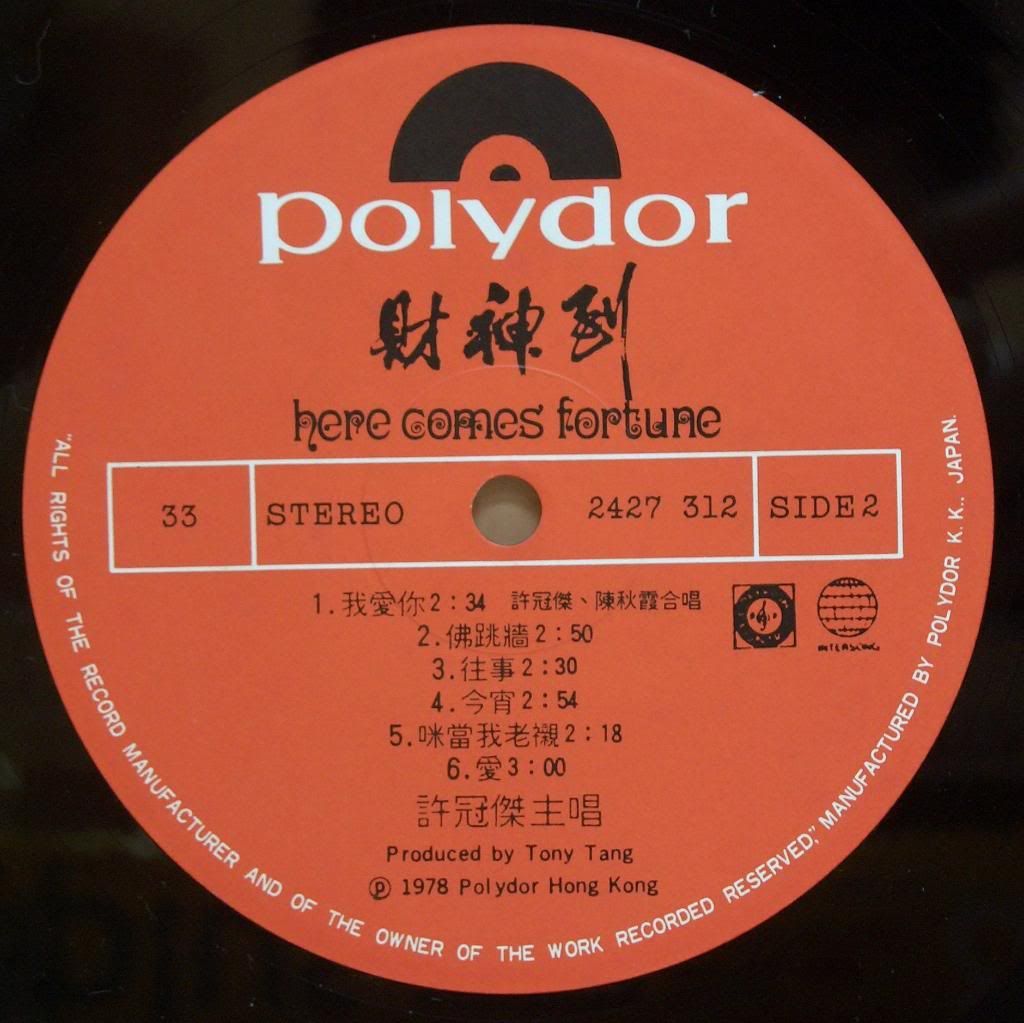 polydor
財神到
here comes fortune
33 STEREO 2427 312 SIDE 2
1.我愛你2:34 許冠傑、陳秋霞合唱
2.佛跳牆2:50
3.往事2:30
4.今宵2:54
5.咪當我老襯2:18
6.愛3:00
許冠傑主唱
Produced by Tony Tang
℗ 1978 Polydor Hong Kong
"ALL RIGHTS OF THE RECORD MANUFACTURER AND OF THE OWNER OF THE WORK RECORDED RESERVED," MANUFACTURED BY POLYDOR K.K., JAPAN.